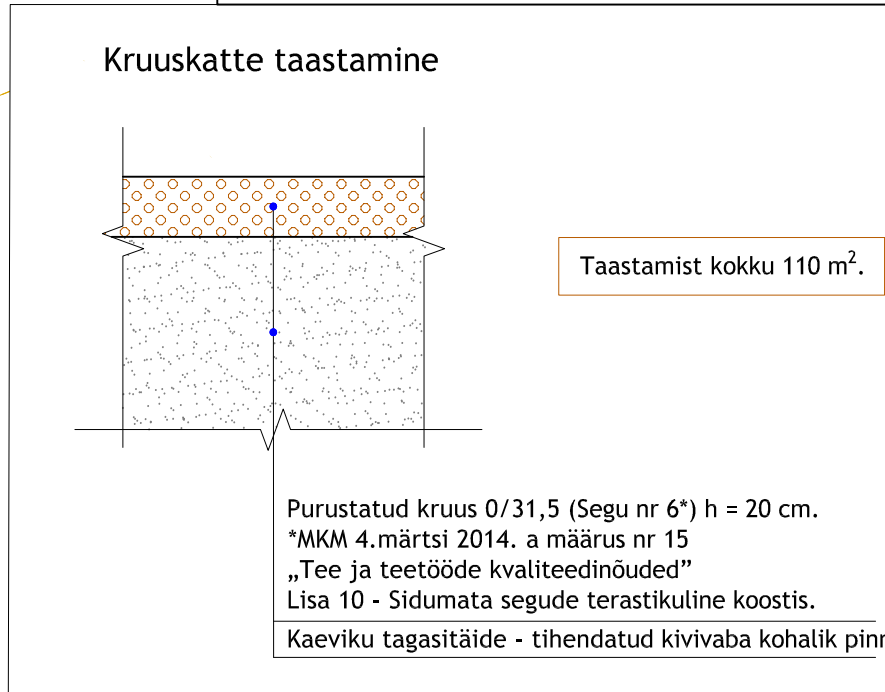 Kruuskatte taastamine
Taastamist kokku 110 m².
Purustatud kruus 0/31,5 (Segu nr 6*) h = 20 cm.
*MKM 4.märtsi 2014. a määrus nr 15
„Tee ja teetööde kvaliteedinõuded”
Lisa 10 - Sidumata segude terastikuline koostis.
Kaeviku tagasitäide - tihendatud kivivaba kohalik